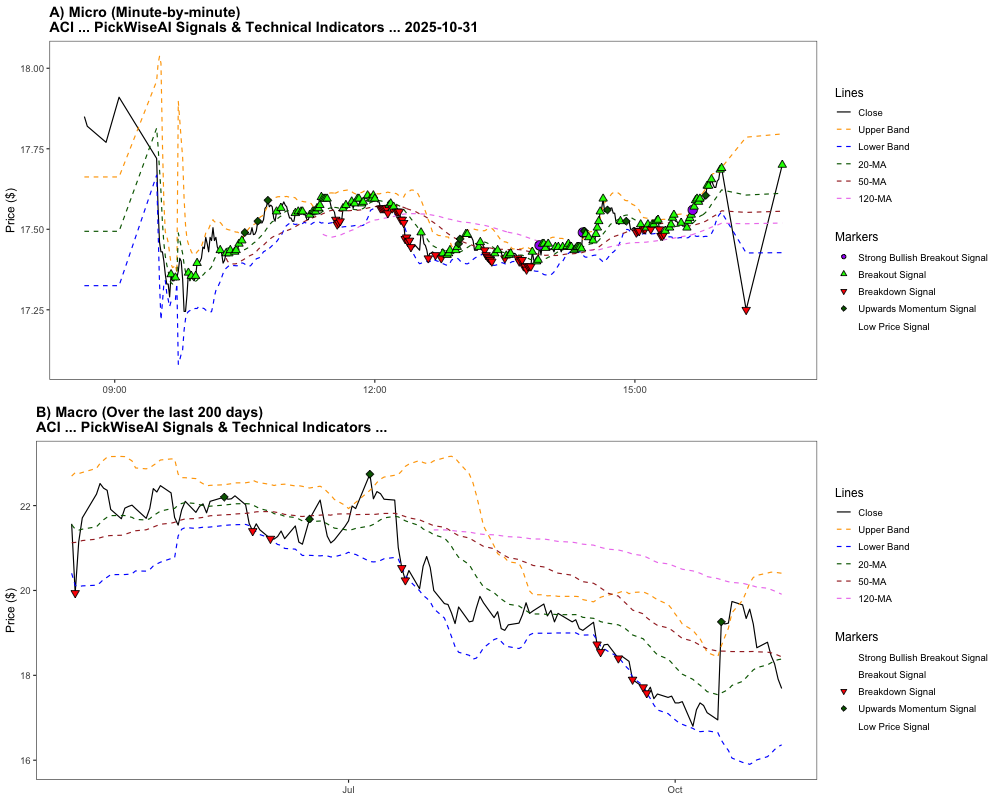 A) Micro (Minute-by-minute)
ACI ... PickWiseAI Signals & Technical Indicators ... 2025-10-31
Price ($)
18.00
17.75
17.50
17.25
09:00
12:00
15:00
Lines
Close
Upper Band
Lower Band
20-MA
50-MA
120-MA
Markers
Strong Bullish Breakout Signal
Breakout Signal
Breakdown Signal
Upwards Momentum Signal
Low Price Signal
B) Macro (Over the last 200 days)
ACI ... PickWiseAI Signals & Technical Indicators ...
Price ($)
22
20
18
16
Jul
Oct
Lines
Close
Upper Band
Lower Band
20-MA
50-MA
120-MA
Markers
Strong Bullish Breakout Signal
Breakout Signal
Breakdown Signal
Upwards Momentum Signal
Low Price Signal